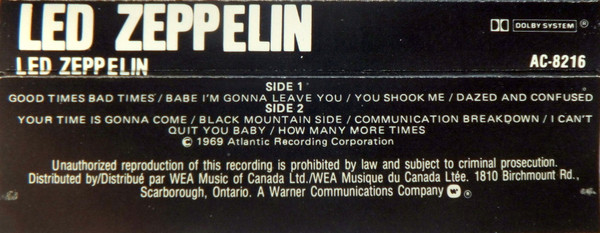 LED ZEPPELIN
DOLBY SYSTEM ®
LED ZEPPELIN
AC-8216
SIDE 1
GOOD TIMES BAD TIMES / BABE I'M GONNA LEAVE YOU / YOU SHOOK ME / DAZED AND CONFUSED
SIDE 2
YOUR TIME IS GONNA COME / BLACK MOUNTAIN SIDE / COMMUNICATION BREAKDOWN / I CAN'T
QUIT YOU BABY / HOW MANY MORE TIMES
© 1969 Atlantic Recording Corporation
Unauthorized reproduction of this recording is prohibited by law and subject to criminal prosecution.
Distributed by/Distribué par WEA Music of Canada Ltd./WEA Musique du Canada Ltée. 1810 Birchmount Rd.,
Scarborough, Ontario. A Warner Communications Company ®